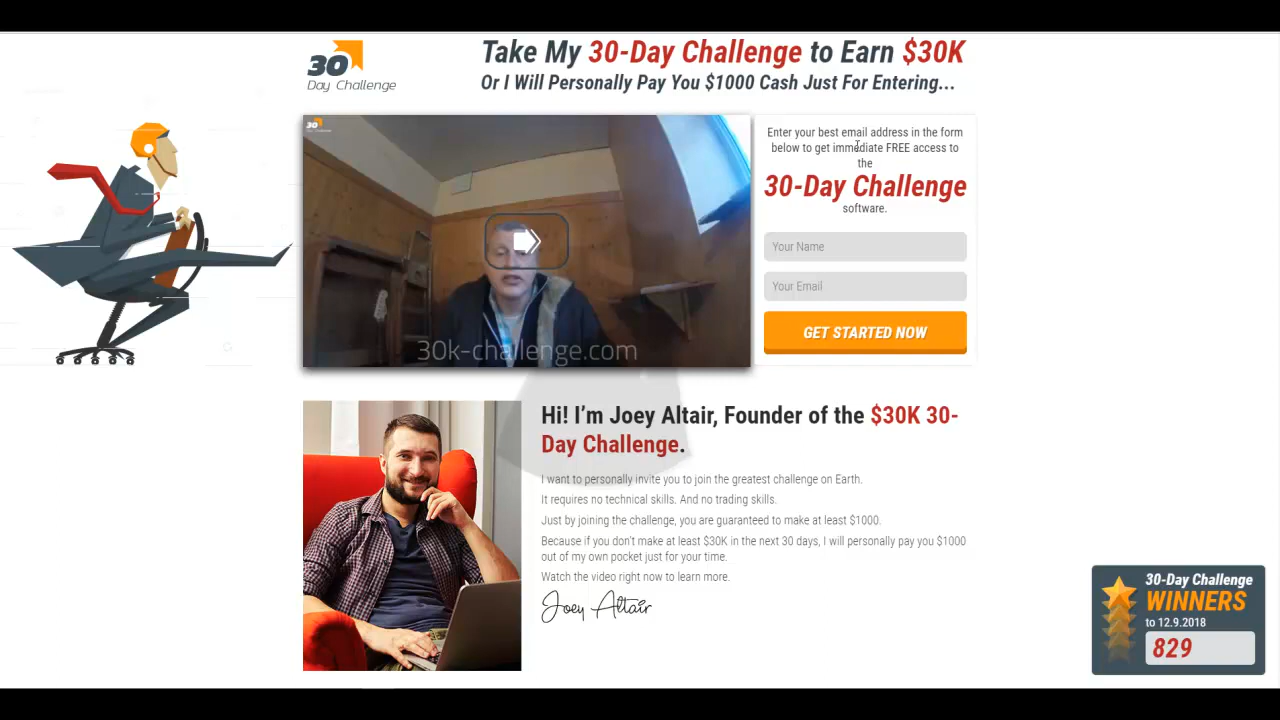 30
Day Challenge
Take My 30-Day Challenge to Earn $30K
Or I Will Personally Pay You $1000 Cash Just For Entering...
30
30k-challenge.com
Enter your best email address in the form
below to get immediate FREE access to
the
30-Day Challenge
software.
Your Name
Your Email
GET STARTED NOW
Hi! I'm Joey Altair, Founder of the $30K 30-
Day Challenge.
I want to personally invite you to join the greatest challenge on Earth.
It requires no technical skills. And no trading skills.
Just by joining the challenge, you are guaranteed to make at least $1000.
Because if you don't make at least $30K in the next 30 days, I will personally pay you $1000
out of my own pocket just for your time.
Watch the video right now to learn more.
Joey Altair
30-Day Challenge
WINNERS
to 12.9.2018
829